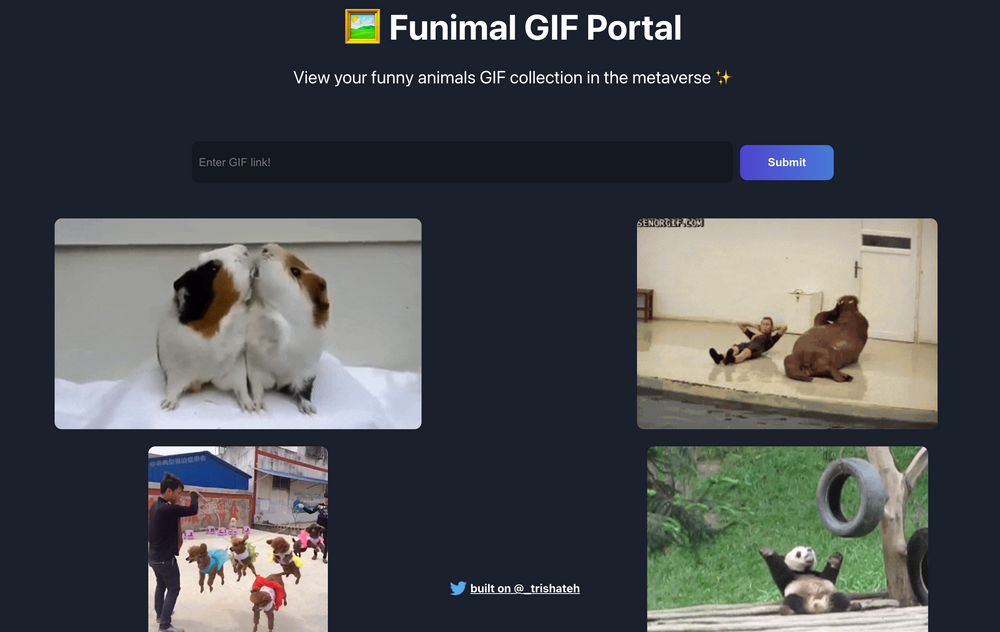 Funimal GIF Portal
View your funny animals GIF collection in the metaverse
Enter GIF link!
Submit
SENORGIF.COM
built on @_trishateh